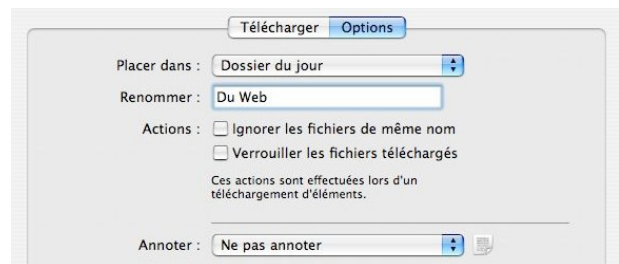 Télécharger Options
Placer dans : Dossier du jour
Renommer : Du Web
Actions : Ignorer les fichiers de même nom
Verrouiller les fichiers téléchargés
Ces actions sont effectuées lors d'un
téléchargement d'éléments.
Annoter : Ne pas annoter